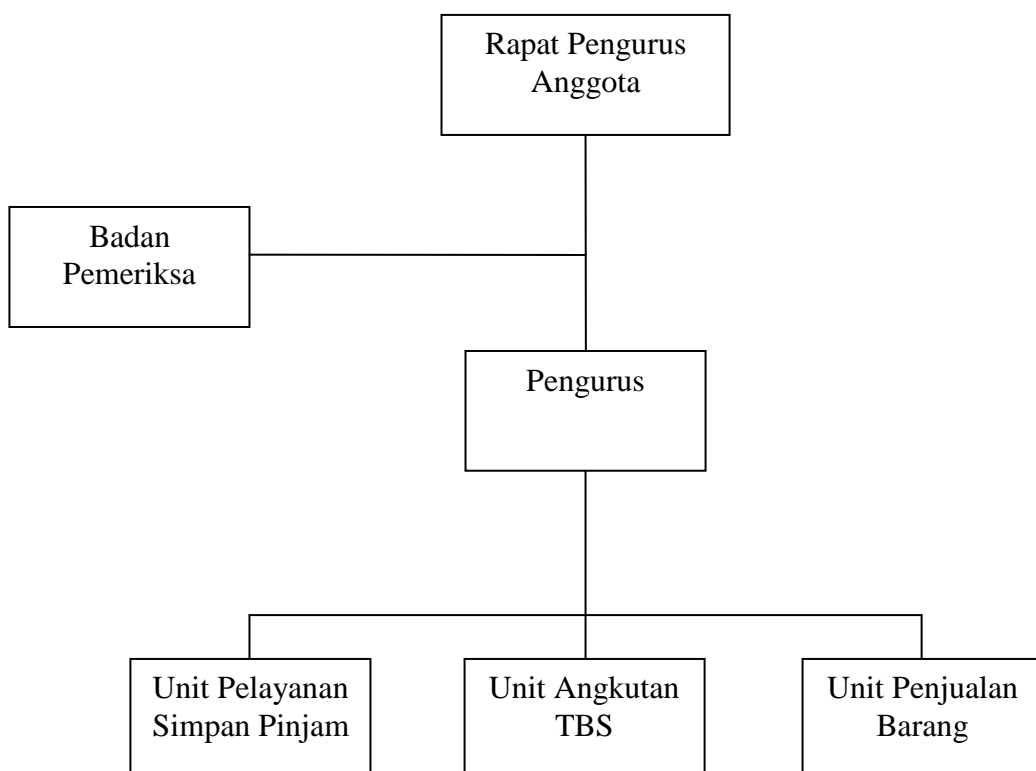 Rapat Pengurus
Anggota
Badan
Pemeriksa
Pengurus
Unit Pelayanan
Simpan Pinjam
Unit Angkutan
TBS
Unit Penjualan
Barang